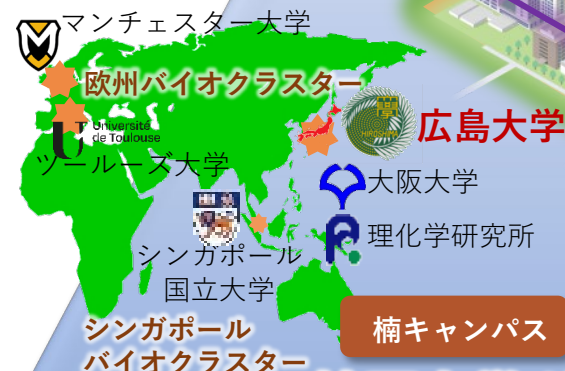 マンチェスター大学
欧州バイオクラスター
Université
de Toulouse
ツールーズ大学
広島大学
HIROSHIMA
大阪大学
理化学研究所
シンガポール
国立大学
シンガポール
バイオクラスター
楠キャンパス